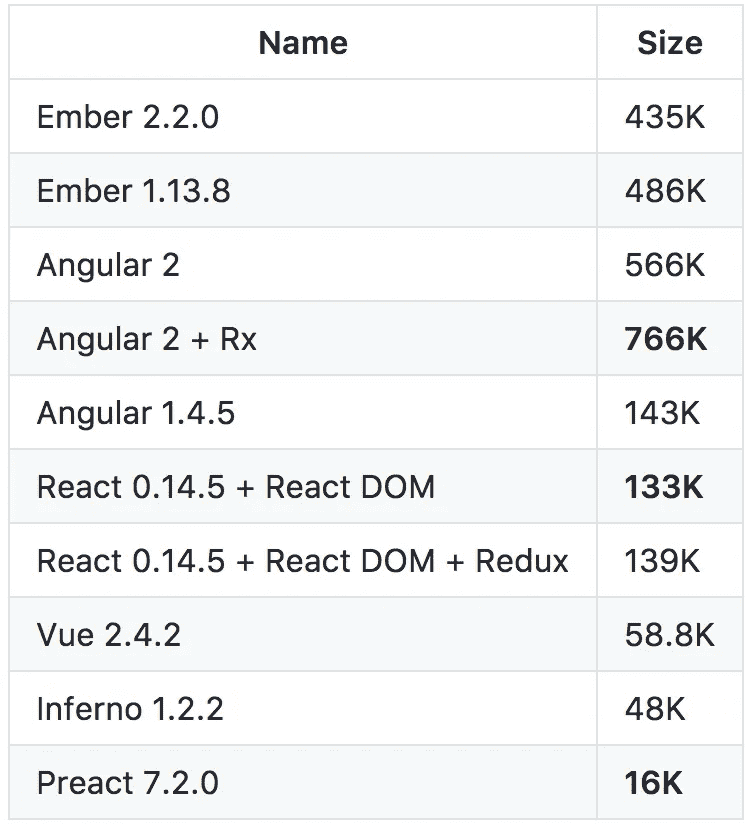 Name Size
Ember 2.2.0 435K
Ember 1.13.8 486K
Angular 2 566K
Angular 2 + Rx 766K
Angular 1.4.5 143K
React 0.14.5 + React DOM 133K
React 0.14.5 + React DOM + Redux 139K
Vue 2.4.2 58.8K
Inferno 1.2.2 48K
Preact 7.2.0 16K